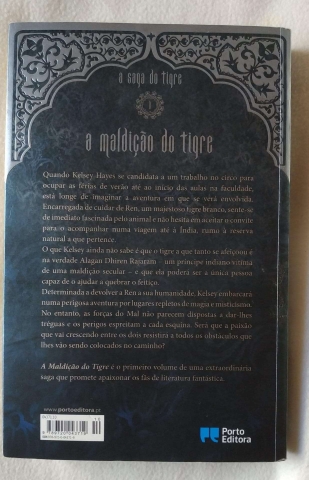 a saga do tigre
1
a maldição do tigre
Quando Kelsey Hayes se candidata a um trabalho no circo para
ocupar as férias de verão até ao início das aulas na faculdade,
está longe de imaginar a aventura em que se verá envolvida.
Encarregada de cuidar de Ren, um majestoso tigre branco, sente-se
de imediato fascinada pelo animal e não hesita em aceitar o convite
para o acompanhar numa viagem até à Índia, rumo à reserva
natural a que pertence.
O que Kelsey ainda não sabe é que o tigre a que tanto se afeiçoou é
na verdade Alagan Dhiren Rajaram – um príncipe indiano vítima
de uma maldição secular – e que ela poderá ser a única pessoa
capaz de o ajudar a quebrar o feitiço.
Determinada a devolver a Ren a sua humanidade, Kelsey embarcará
numa perigosa aventura por lugares repletos de magia e misticismo.
No entanto, as forças do Mal não parecem dispostas a dar-lhes
tréguas e os perigos espreitam a cada esquina. Será que a paixão
que vai crescendo entre os dois resistirá a todos os obstáculos que
lhes vão sendo colocados no caminho?
A Maldição do Tigre é o primeiro volume de uma extraordinária
saga que promete apaixonar os fãs de literatura fantástica.
www.portoeditora.pt
Porto
Editora